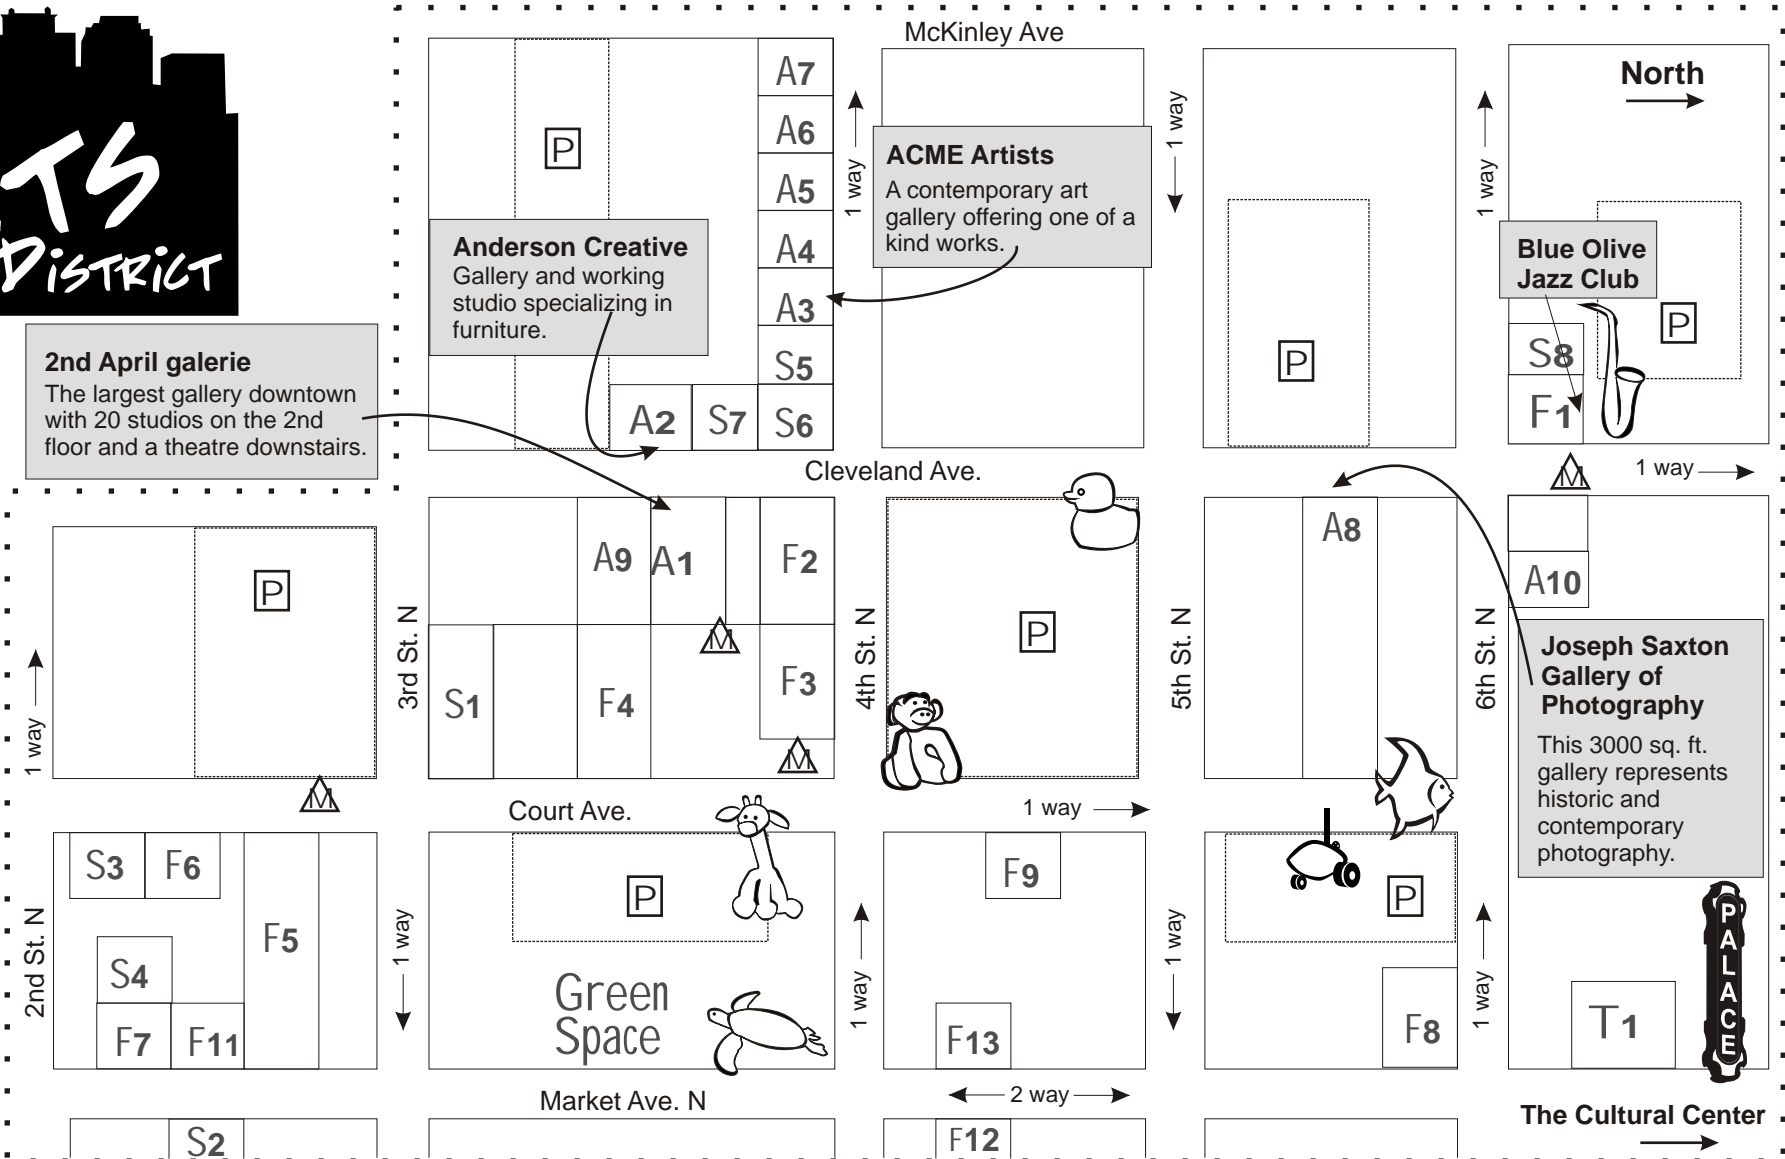 McKinley Ave
TS
District
North
A7
A6
A5
A4
A3
S5
S6
S7
A2
P
1 way
1 way
1 way
ACME Artists
A contemporary art
gallery offering one of a
kind works.
Anderson Creative
Gallery and working
studio specializing in
furniture.
Blue Olive
Jazz Club
P
P
S8
F1
2nd April galerie
The largest gallery downtown
with 20 studios on the 2nd
floor and a theatre downstairs.
Cleveland Ave.
M
1 way
P
A9
A1
F2
A8
A10
3rd St. N
4th St. N
5th St. N
6th St. N
P
M
S1
F4
F3
M
1 way
M
Joseph Saxton
Gallery of
Photography
This 3000 sq. ft.
gallery represents
historic and
contemporary
photography.
Court Ave.
1 way
S3
F6
F5
S4
F7
F11
2nd St. N
1 way
P
Green
Space
1 way
F9
F13
1 way
P
F8
1 way
T1
PALACE
Market Ave. N
2 way
The Cultural Center
S2
F12